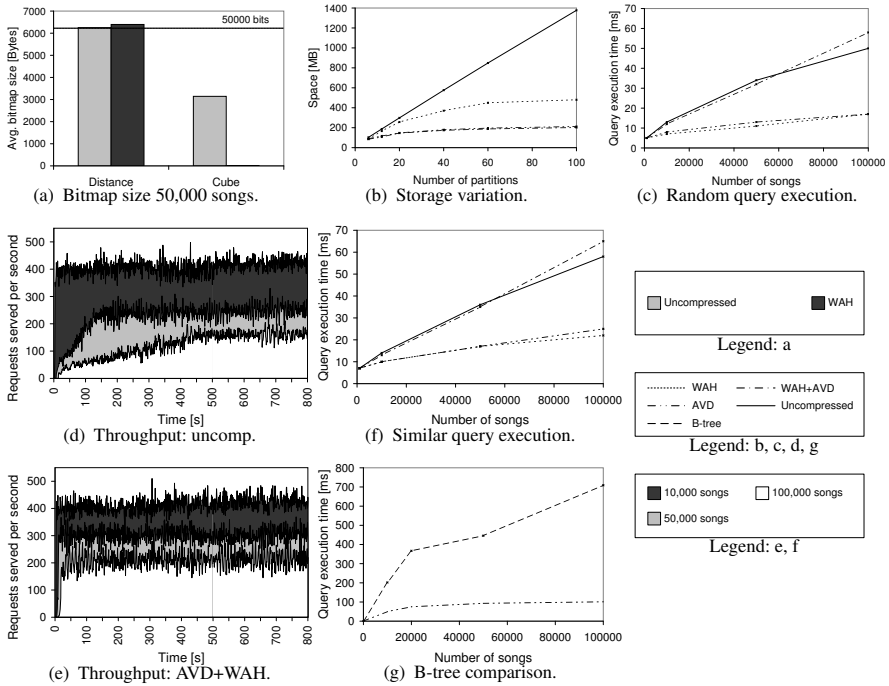 7000
6000
5000
4000
3000
2000
1000
0
Avg. bitmap size [Bytes]
50000 bits
Distance Cube
(a) Bitmap size 50,000 songs.
1400
1200
1000
800
600
400
200
0
Space [MB]
0 20 40 60 80 100
Number of partitions
(b) Storage variation.
70
60
50
40
30
20
10
0
Query execution time [ms]
0 20000 40000 60000 80000 100000
Number of songs
(c) Random query execution.
500
400
300
200
100
0
Requests served per second
0 100 200 300 400 500 600 700 800
Time [s]
(d) Throughput: uncomp.
70
60
50
40
30
20
10
0
Query execution time [ms]
0 20000 40000 60000 80000 100000
Number of songs
(f) Similar query execution.
Uncompressed WAH
Legend: a
WAH WAH+AVD
AVD Uncompressed
B-tree
Legend: b, c, d, g
500
400
300
200
100
0
Requests served per second
0 100 200 300 400 500 600 700 800
Time [s]
(e) Throughput: AVD+WAH.
800
700
600
500
400
300
200
100
0
Query execution time [ms]
0 20000 40000 60000 80000 100000
Number of songs
(g) B-tree comparison.
10,000 songs 100,000 songs
50,000 songs
Legend: e, f